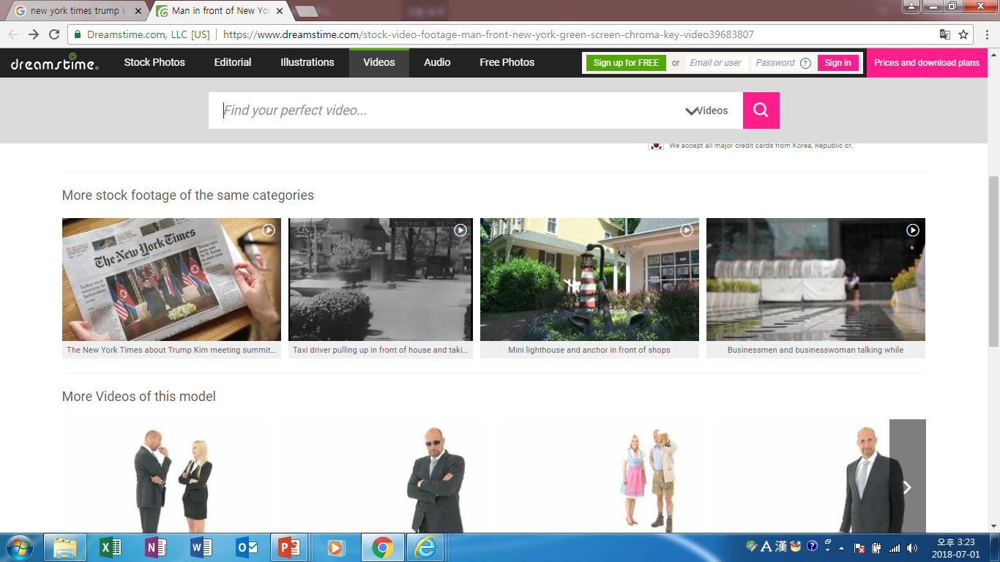 new york times trump ki
Man in front of New Yo
Dreamstime.com, LLC [US]
https://www.dreamstime.com/stock-video-footage-man-front-new-york-green-screen-chroma-key-video39683807
dreamstime
Stock Photos
Editorial
Illustrations
Videos
Audio
Free Photos
Sign up for FREE
or
Email or user
Password
?
Sign in
Prices and download plans
Find your perfect video...
Videos
We accept all major credit cards from Korea, Republic of.
More stock footage of the same categories
The New York Times
Trump says
The New York Times about Trump Kim meeting summit...
Taxi driver pulling up in front of house and taki...
Mini lighthouse and anchor in front of shops
Businessmen and businesswoman talking while
More Videos of this model
A 漢
오후 3:23
2018-07-01